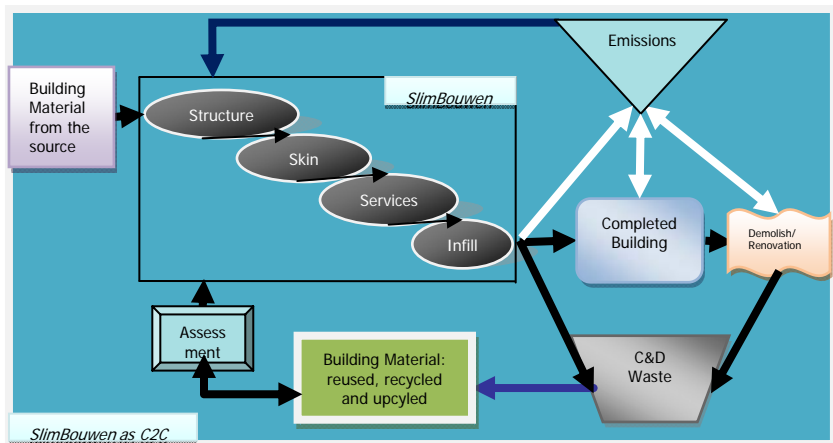 Emissions
Building
Material
from the
source
SlimBouwen
Structure
Skin
Services
Infill
Completed
Building
Demolish/
Renovation
Assess
ment
Building Material:
reused, recycled
and upcyled
C&D
Waste
SlimBouwen as C2C